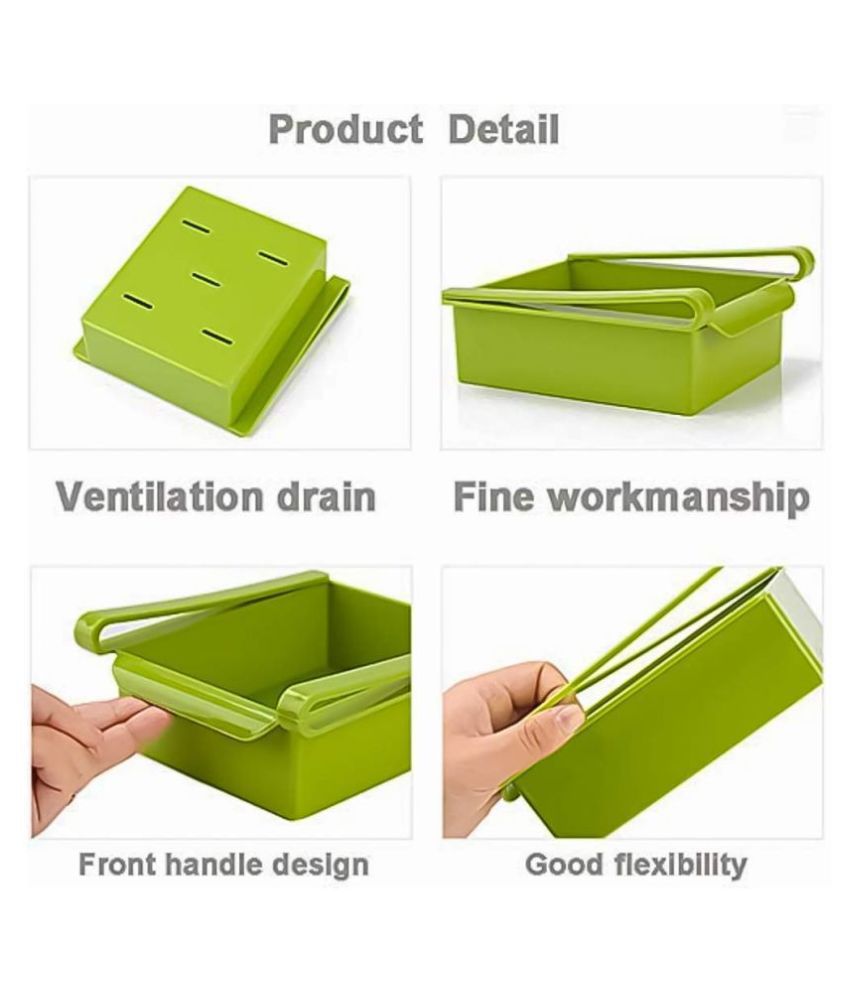 Product Detail
Ventilation drain
Fine workmanship
Front handle design
Good flexibility